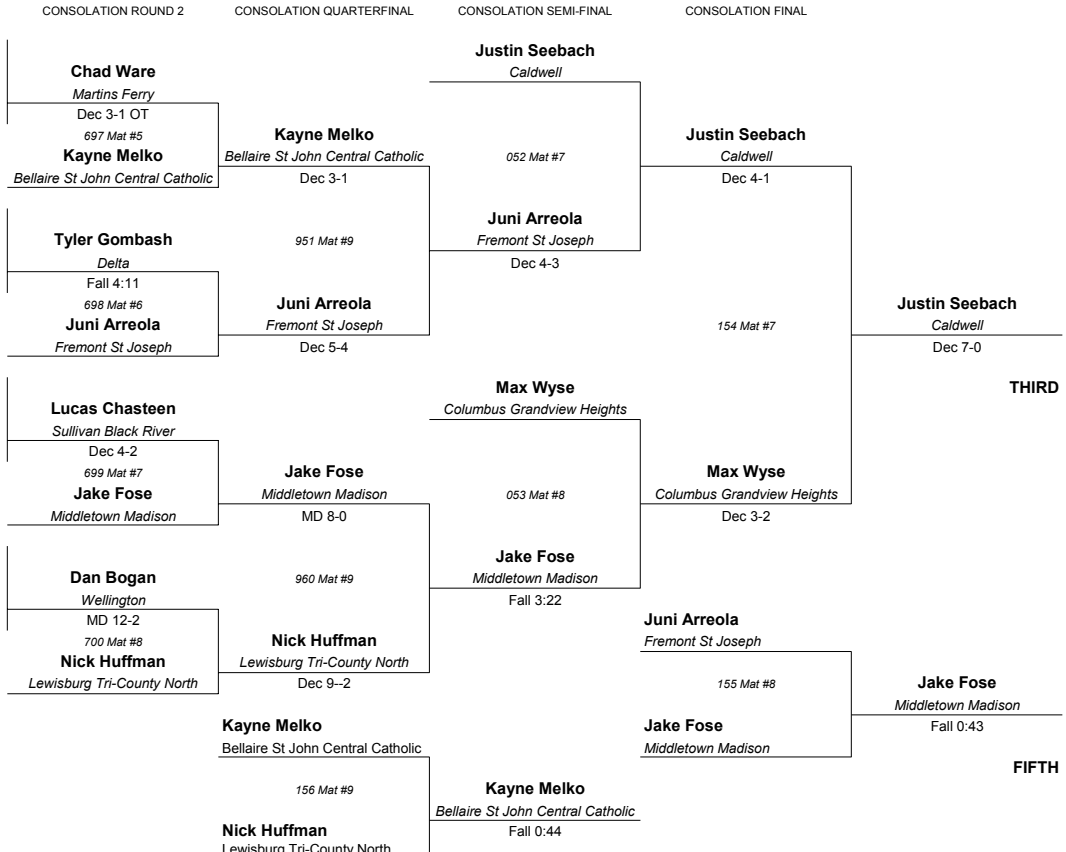 CONSOLATION ROUND 2
CONSOLATION QUARTERFINAL
CONSOLATION SEMI-FINAL
CONSOLATION FINAL
Chad Ware
Martins Ferry
Dec 3-1 OT
697 Mat #5
Kayne Melko
Bellaire St John Central Catholic
Tyler Gombash
Delta
Fall 4:11
698 Mat #6
Juni Arreola
Fremont St Joseph
Lucas Chasteen
Sullivan Black River
Dec 4-2
699 Mat #7
Jake Fose
Middletown Madison
Dan Bogan
Wellington
MD 12-2
700 Mat #8
Nick Huffman
Lewisburg Tri-County North
Kayne Melko
Bellaire St John Central Catholic
Dec 3-1
951 Mat #9
Juni Arreola
Fremont St Joseph
Dec 5-4
Jake Fose
Middletown Madison
MD 8-0
960 Mat #9
Nick Huffman
Lewisburg Tri-County North
Dec 9--2
Kayne Melko
Bellaire St John Central Catholic
156 Mat #9
Nick Huffman
Lewisburg Tri-County North
Justin Seebach
Caldwell
052 Mat #7
Juni Arreola
Fremont St Joseph
Dec 4-3
Max Wyse
Columbus Grandview Heights
053 Mat #8
Jake Fose
Middletown Madison
Fall 3:22
Kayne Melko
Bellaire St John Central Catholic
Fall 0:44
Justin Seebach
Caldwell
Dec 4-1
154 Mat #7
Max Wyse
Columbus Grandview Heights
Dec 3-2
Juni Arreola
Fremont St Joseph
155 Mat #8
Jake Fose
Middletown Madison
Justin Seebach
Caldwell
Dec 7-0
THIRD
Jake Fose
Middletown Madison
Fall 0:43
FIFTH